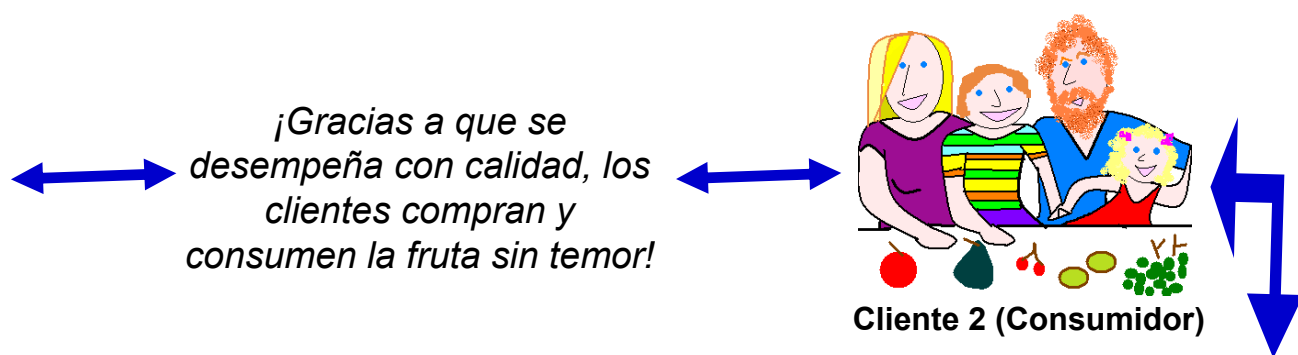 ¡Gracias a que se
desempeña con calidad, los
clientes compran y
consumen la fruta sin temor!
Cliente 2 (Consumidor)